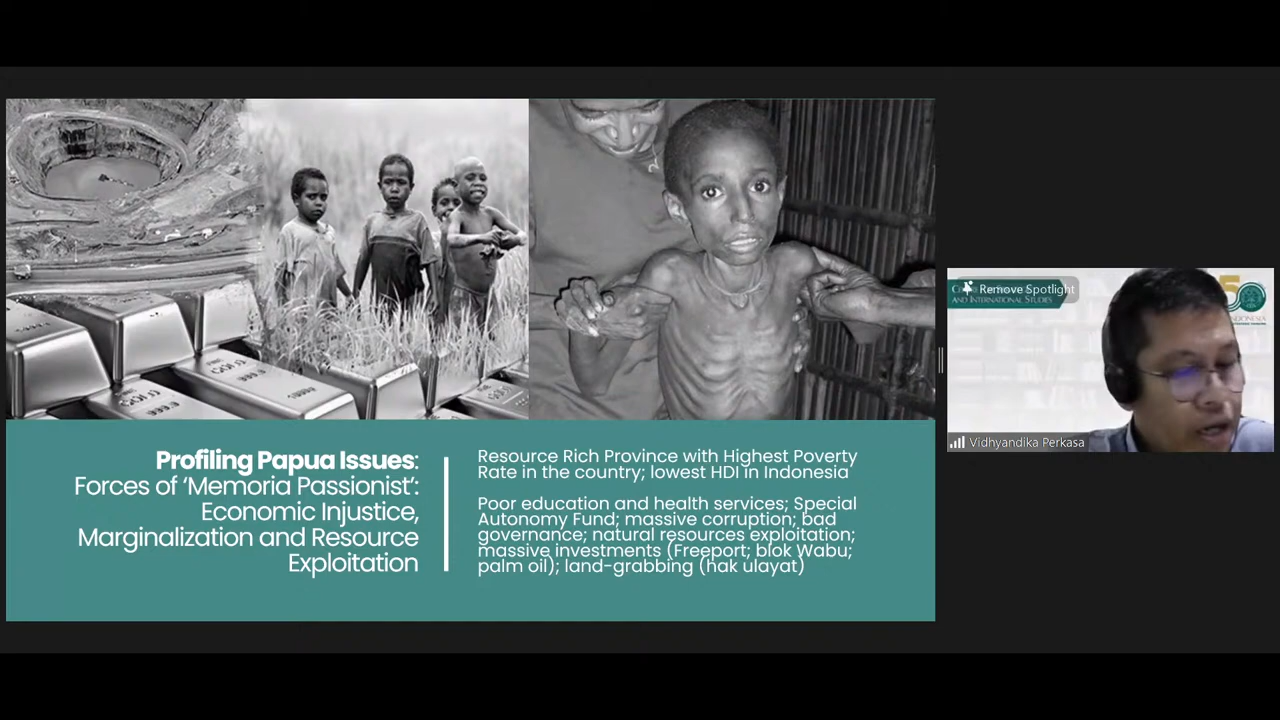 Profiling Papua Issues:
Forces of ‘Memoria Passionist’:
Economic Injustice,
Marginalization and Resource
Exploitation
Resource Rich Province with Highest Poverty
Rate in the country; lowest HDI in Indonesia
Poor education and health services; Special
Autonomy Fund; massive corruption; bad
governance; natural resources exploitation;
massive investments (Freeport; blok Wabu;
palm oil); land-grabbing (hak ulayat)
Remove Spotlight
and International Studies
Vidhyandika Perkasa